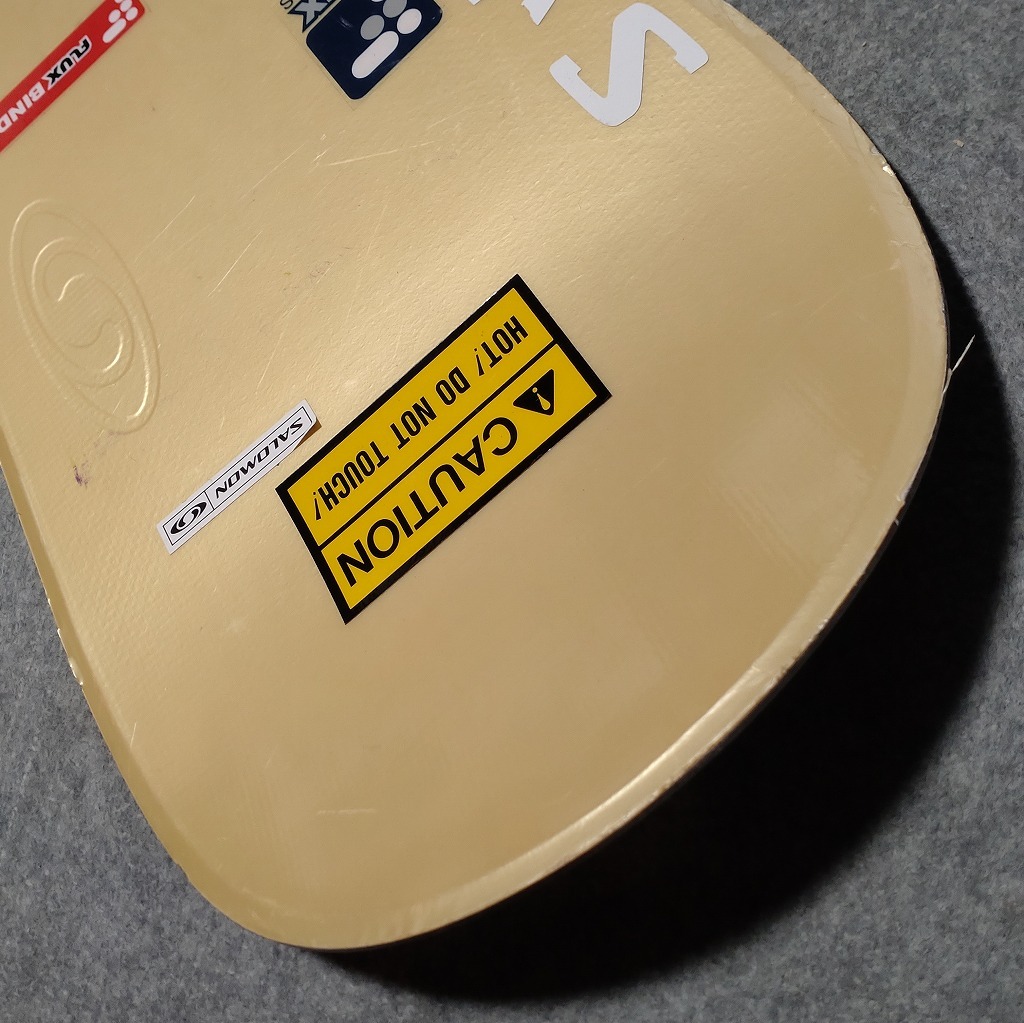 FLUX BIND
S
CAUTION
HOT! DO NOT TOUCH!
SALOMON